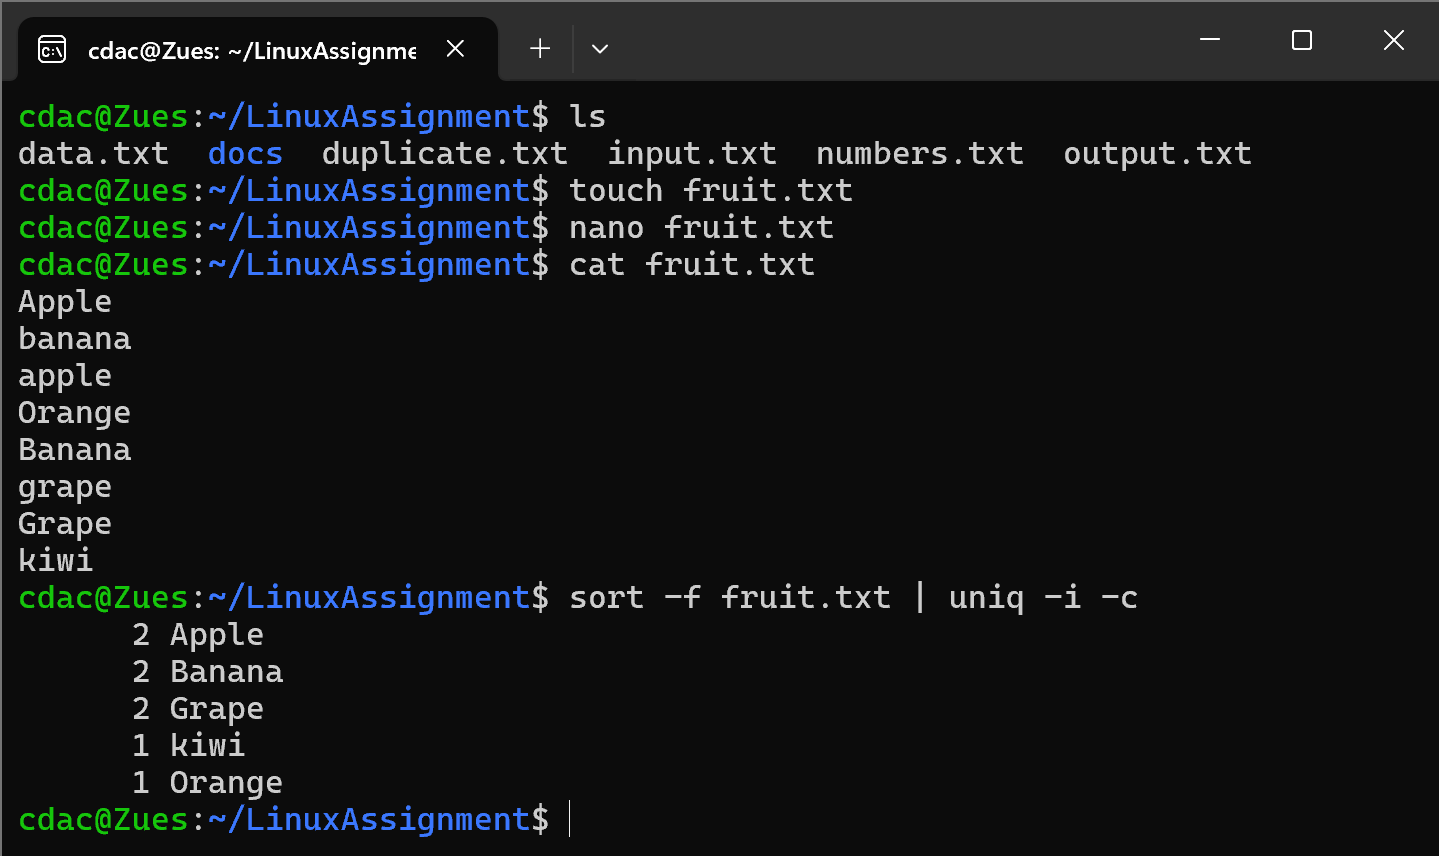 cdac@Zues: ~/LinuxAssignme
cdac@Zues:~/LinuxAssignment$ ls
data.txt  docs  duplicate.txt  input.txt  numbers.txt  output.txt
cdac@Zues:~/LinuxAssignment$ touch fruit.txt
cdac@Zues:~/LinuxAssignment$ nano fruit.txt
cdac@Zues:~/LinuxAssignment$ cat fruit.txt
Apple
banana
apple
Orange
Banana
grape
Grape
kiwi
cdac@Zues:~/LinuxAssignment$ sort -f fruit.txt | uniq -i -c
      2 Apple
      2 Banana
      2 Grape
      1 kiwi
      1 Orange
cdac@Zues:~/LinuxAssignment$